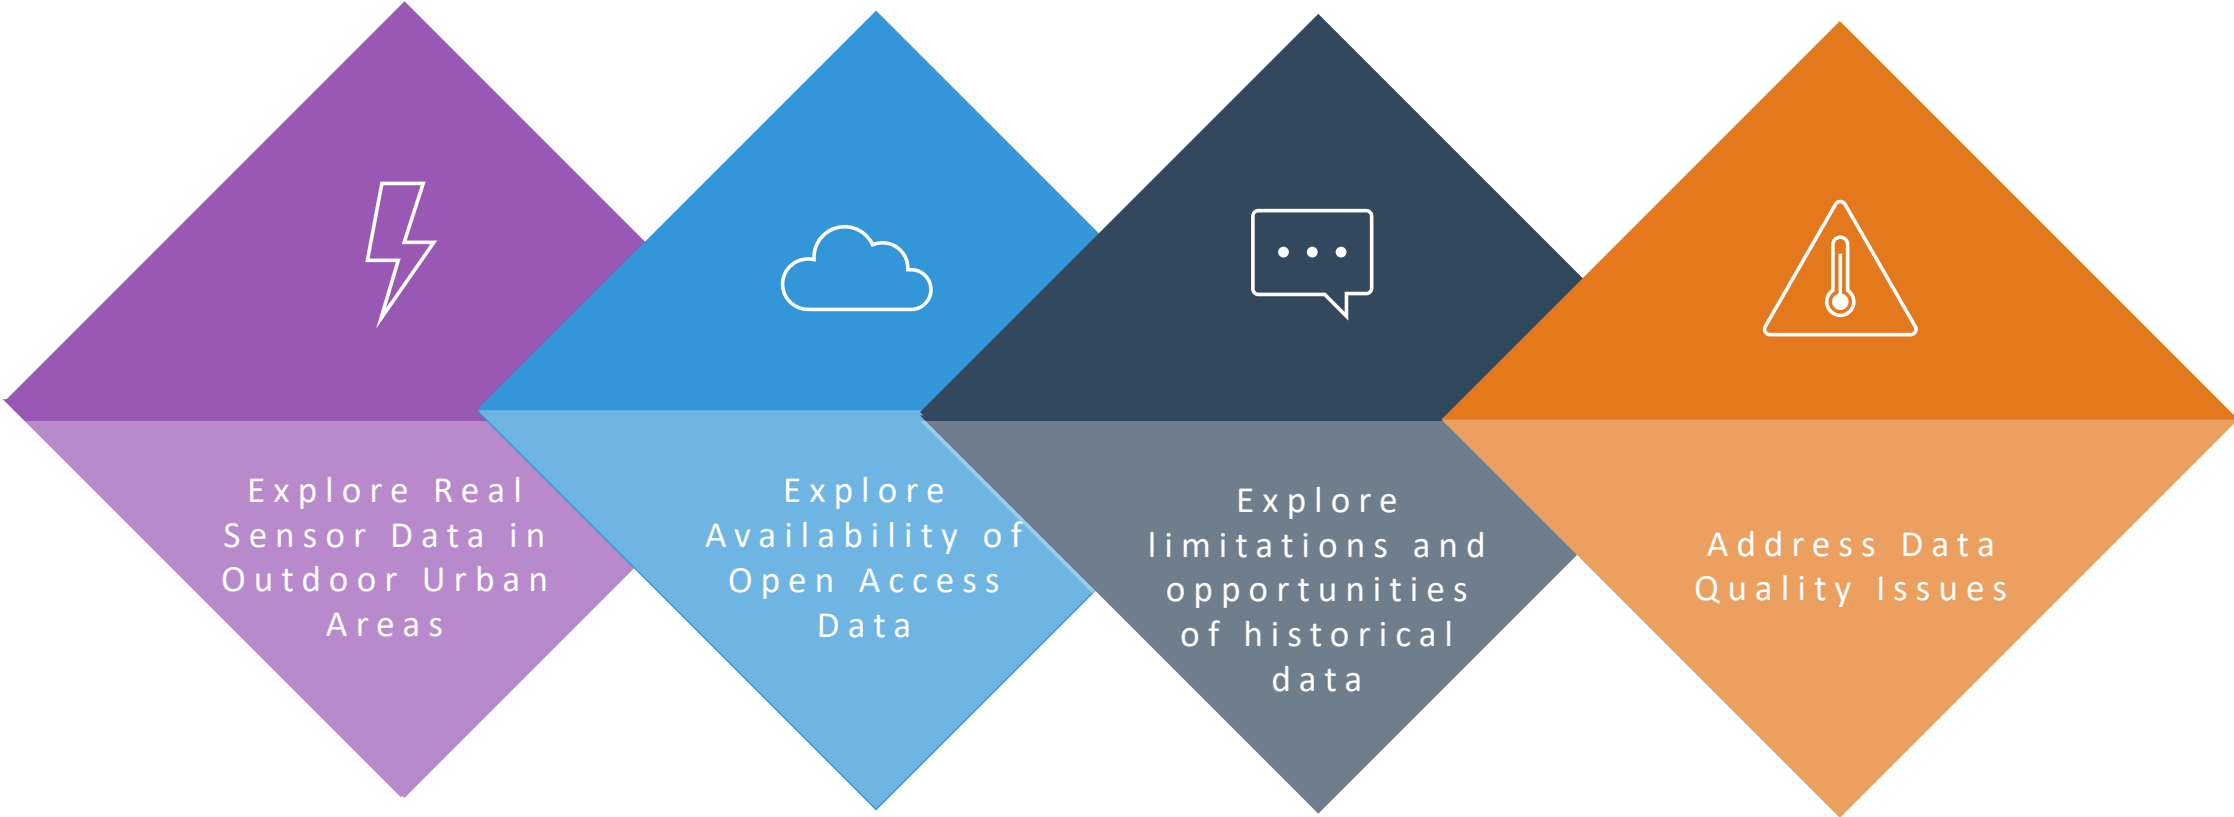 Explore Real
Sensor Data in
Outdoor Urban
Areas
Explore
Availability of
Open Access
Data
Explore
limitations and
opportunities
of historical
data
Address Data
Quality Issues